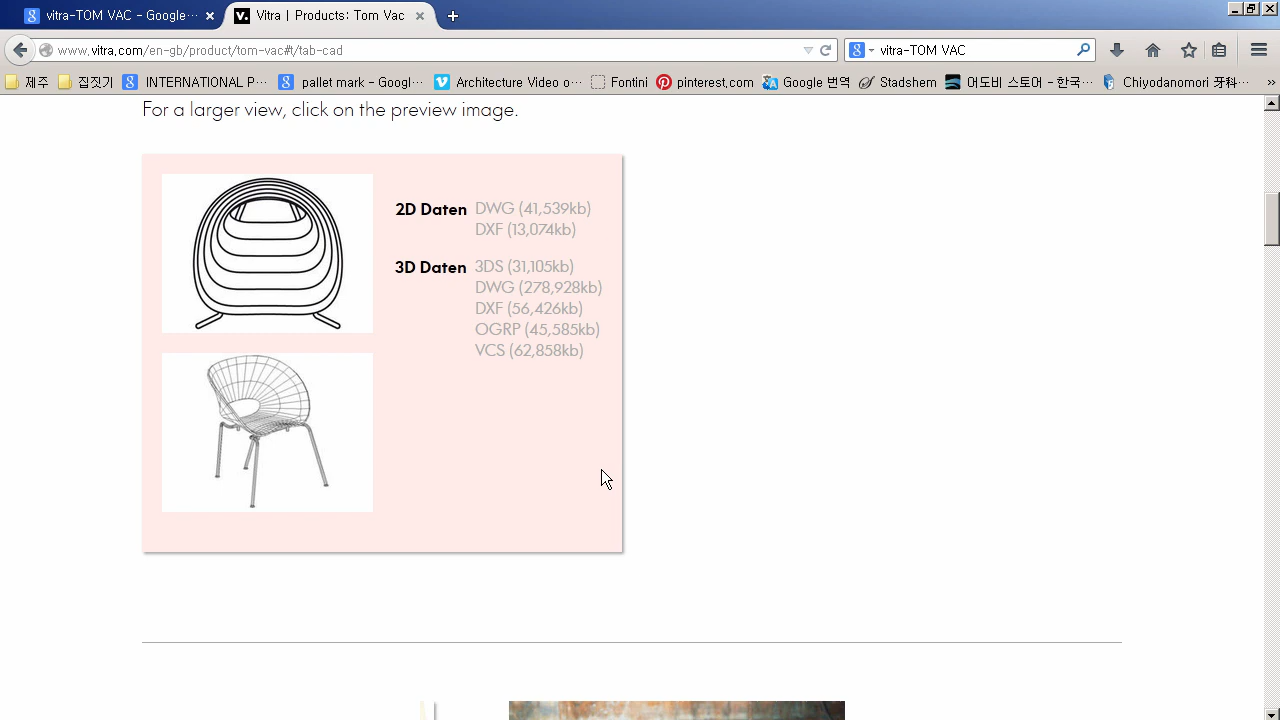 vitra-TOM VAC - Google···
V. Vitra | Products: Tom Vac
www.vitra.com/en-gb/product/tom-vac#/tab-cad
vitra-TOM VAC
제주 집짓기 INTERNATIONAL P··· pallet mark - Googl··· Architecture Video o··· Fontini pinterest.com Google 번역 Stadshem 어도비 스토어 - 한국··· Chiyodanomori 푸科···
For a larger view, click on the preview image.
2D Daten DWG (41,539kb)
DXF (13,074kb)
3D Daten 3DS (31,105kb)
DWG (278,928kb)
DXF (56,426kb)
OGRP (45,585kb)
VCS (62,858kb)